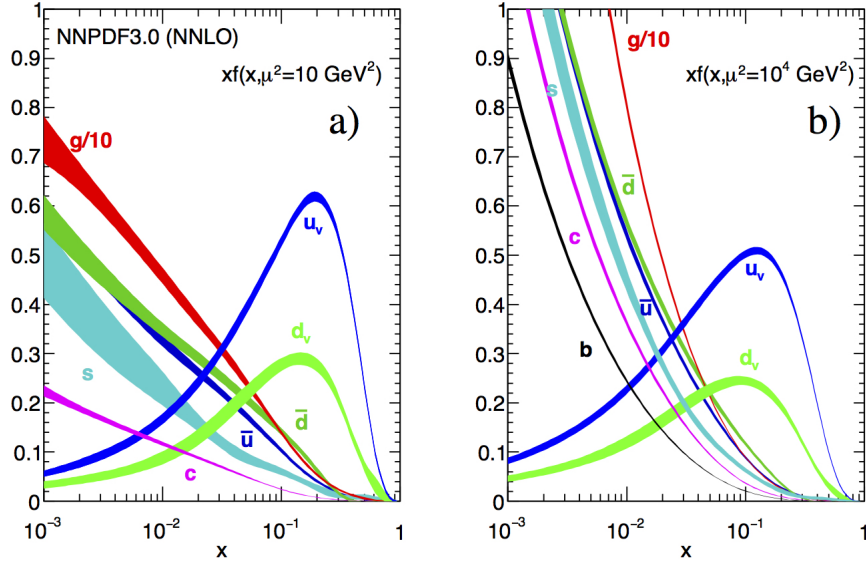 NNPDF3.0 (NNLO)
xf(x,μ²=10 GeV²)
a)
g/10
u_v
d_v
s
d̅
u̅
c
1
0.9
0.8
0.7
0.6
0.5
0.4
0.3
0.2
0.1
0
10⁻³
10⁻²
10⁻¹
1
x
g/10
xf(x,μ²=10⁴ GeV²)
b)
s
d̅
c
u_v
u̅
b
d_v
1
0.9
0.8
0.7
0.6
0.5
0.4
0.3
0.2
0.1
0
10⁻³
10⁻²
10⁻¹
1
x